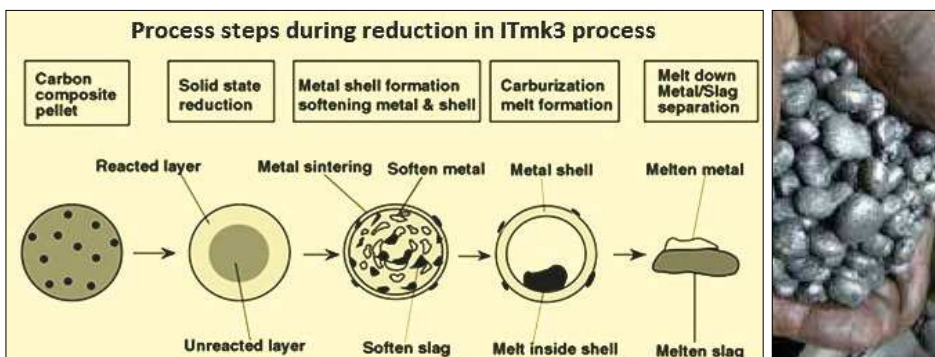 Process steps during reduction in ITmk3 process
Carbon
composite
pellet
Solid state
reduction
Metal shell formation
softening metal & shell
Carburization
melt formation
Melt down
Metal/Slag
separation
Reacted layer
Metal sintering
Soften metal
Metal shell
Melten metal
Unreacted layer
Soften slag
Melt inside shell
Melten slag